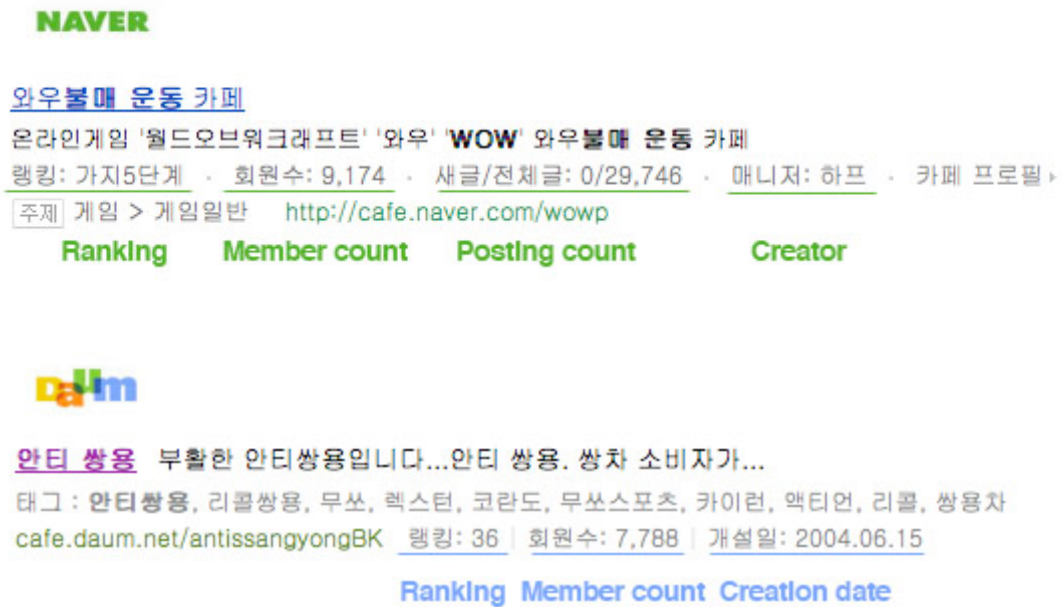 NAVER
와우불매 운동 카페
온라인게임 '월드오브워크래프트' '와우' 'WOW' 와우불매 운동 카페
랭킹: 가지5단계 · 회원수: 9,174 · 새글/전체글: 0/29,746 · 매니저: 하프 · 카페 프로필
주제 게임 > 게임일반 http://cafe.naver.com/wowp
Ranking Member count Posting count Creator
Daum
안티 쌍용 부활한 안티쌍용입니다...안티 쌍용. 쌍차 소비자가...
태그 : 안티쌍용, 리콜쌍용, 무쏘, 렉스턴, 코란도, 무쏘스포츠, 카이런, 액티언, 리콜, 쌍용차
cafe.daum.net/antissangyongBK 랭킹: 36 | 회원수: 7,788 | 개설일: 2004.06.15
Ranking Member count Creation date